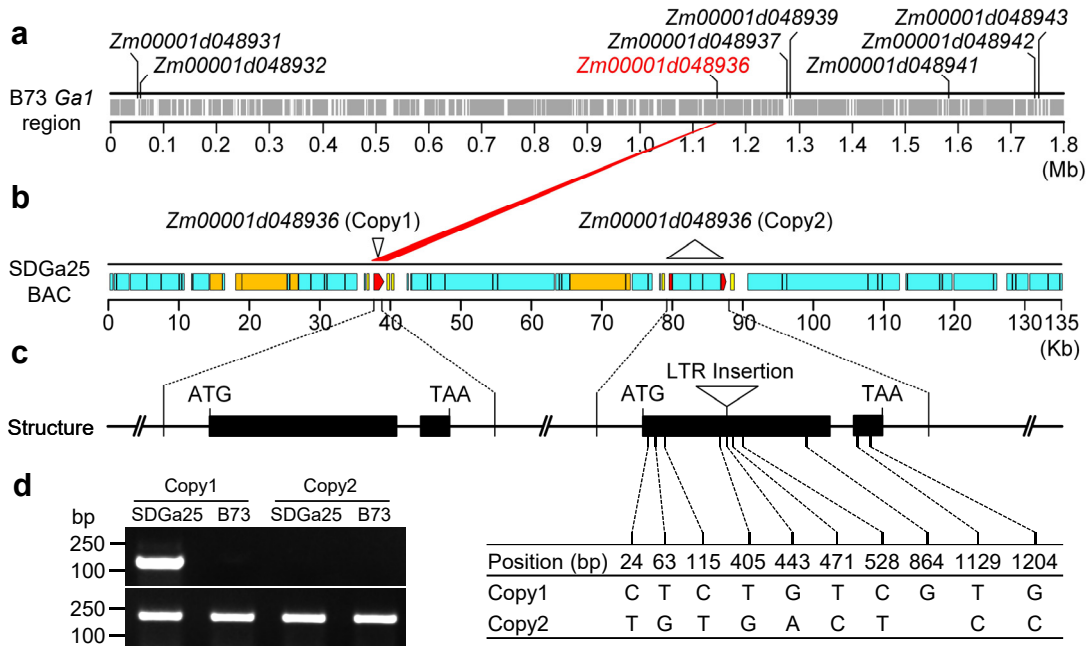 a
Zm00001d048939
Zm00001d048943
Zm00001d048931
Zm00001d048937
Zm00001d048942
Zm00001d048932
Zm00001d048936
Zm00001d048941
B73 Ga1
region
0 0.1 0.2 0.3 0.4 0.5 0.6 0.7 0.8 0.9 1.0 1.1 1.2 1.3 1.4 1.5 1.6 1.7 1.8
(Mb)
b
Zm00001d048936 (Copy1)
Zm00001d048936 (Copy2)
SDGa25
BAC
0 10 20 30 40 50 60 70 80 90 100 110 120 130 135
(Kb)
c
LTR Insertion
ATG TAA ATG TAA
Structure
d
Copy1 Copy2
bp SDGa25 B73 SDGa25 B73
250
100
250
100
Position (bp) 24 63 115 405 443 471 528 864 1129 1204
Copy1 C T C T G T C G T G
Copy2 T G T G A C T C C